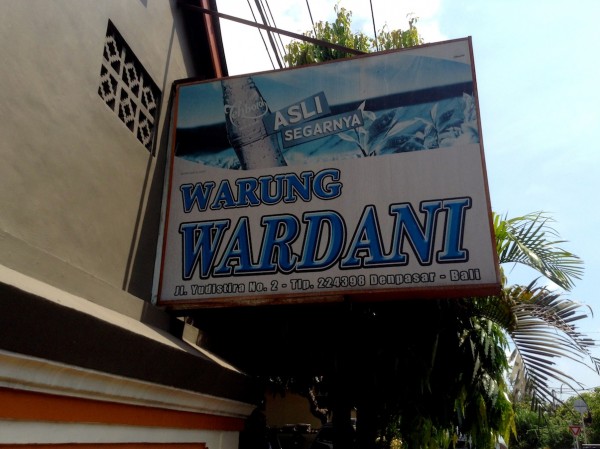 ASLI
SEGARNYA
WARUNG
WARDANI
Jl. Yudistira No. 2 - Tlp. 224398 Denpasar - Bali